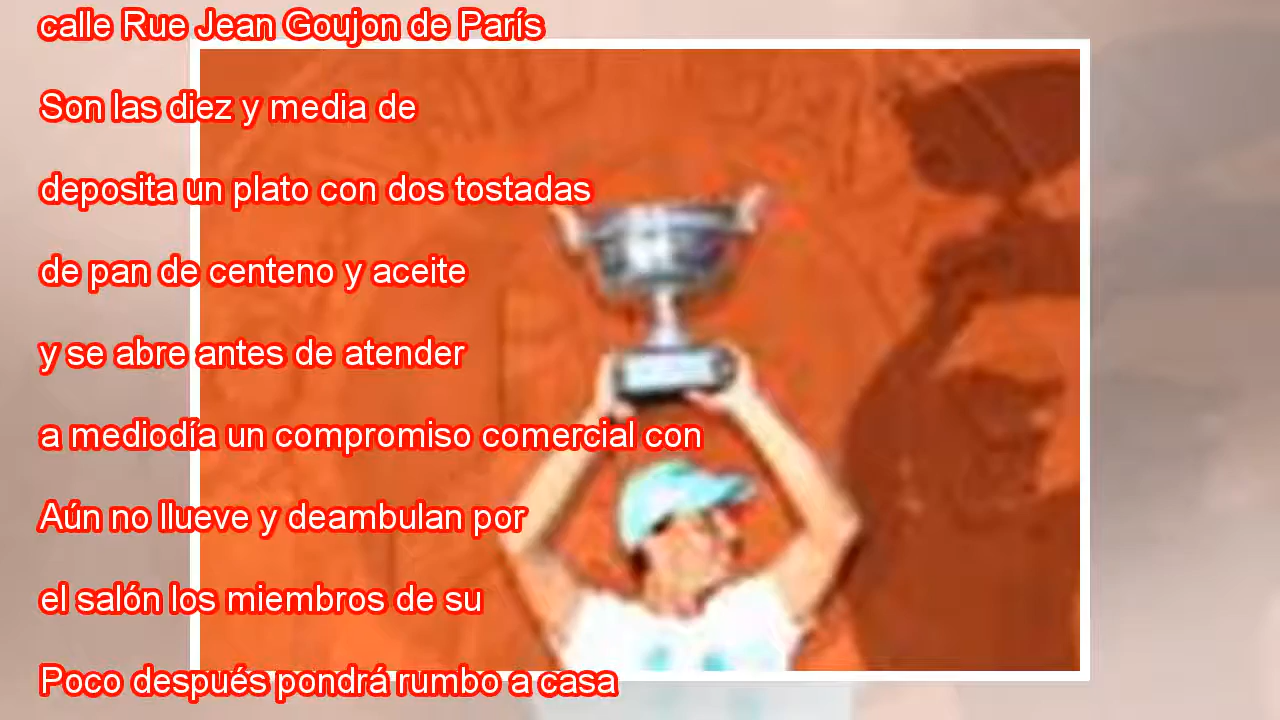 calle Rue Jean Goujon de París
Son las diez y media de
deposita un plato con dos tostadas
de pan de centeno y aceite
y se abre antes de atender
a mediodía un compromiso comercial con
Aún no llueve y deambulan por
el salón los miembros de su
Poco después pondrá rumbo a casa